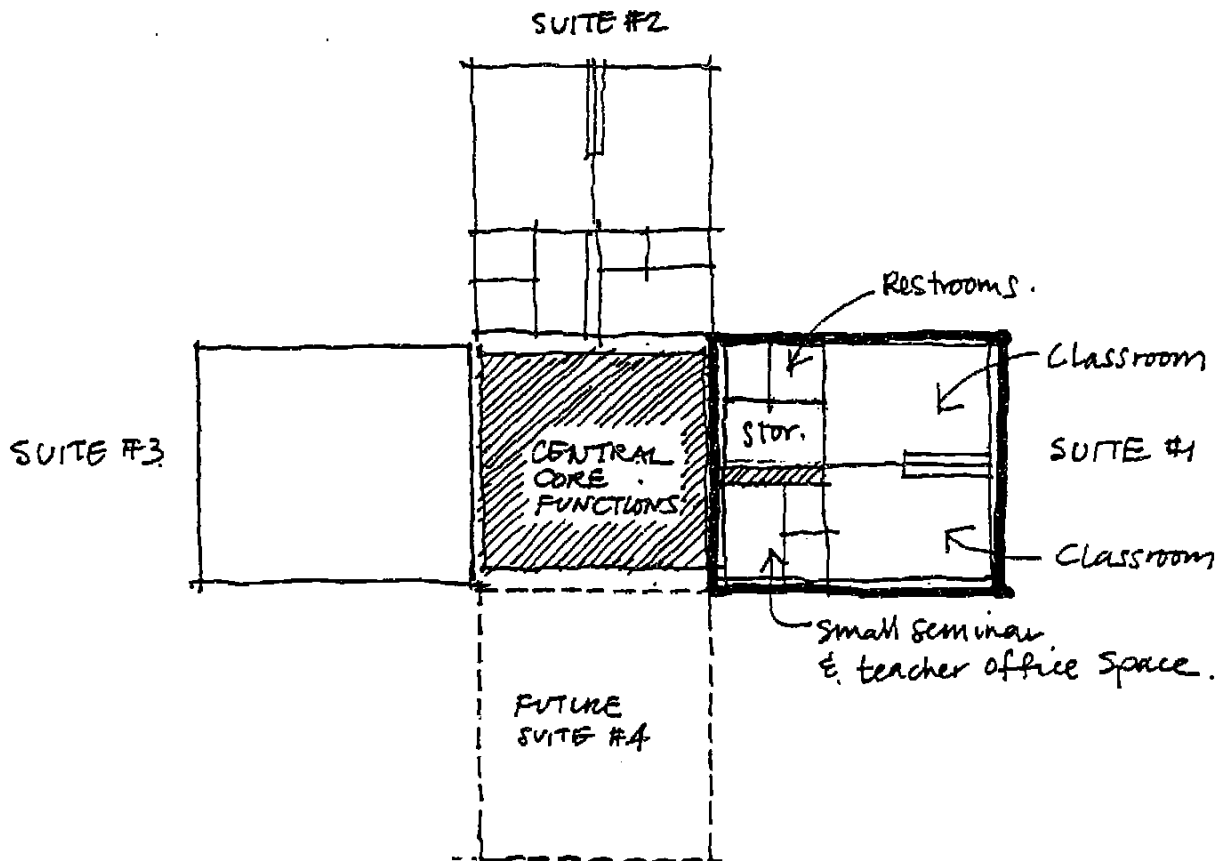 SUITE #2
Restrooms.
Classroom
stor.
SUITE #3
CENTRAL
CORE
FUNCTIONS
SUITE #1
Classroom
small seminar
& teacher office space.
FUTURE
SUITE #4